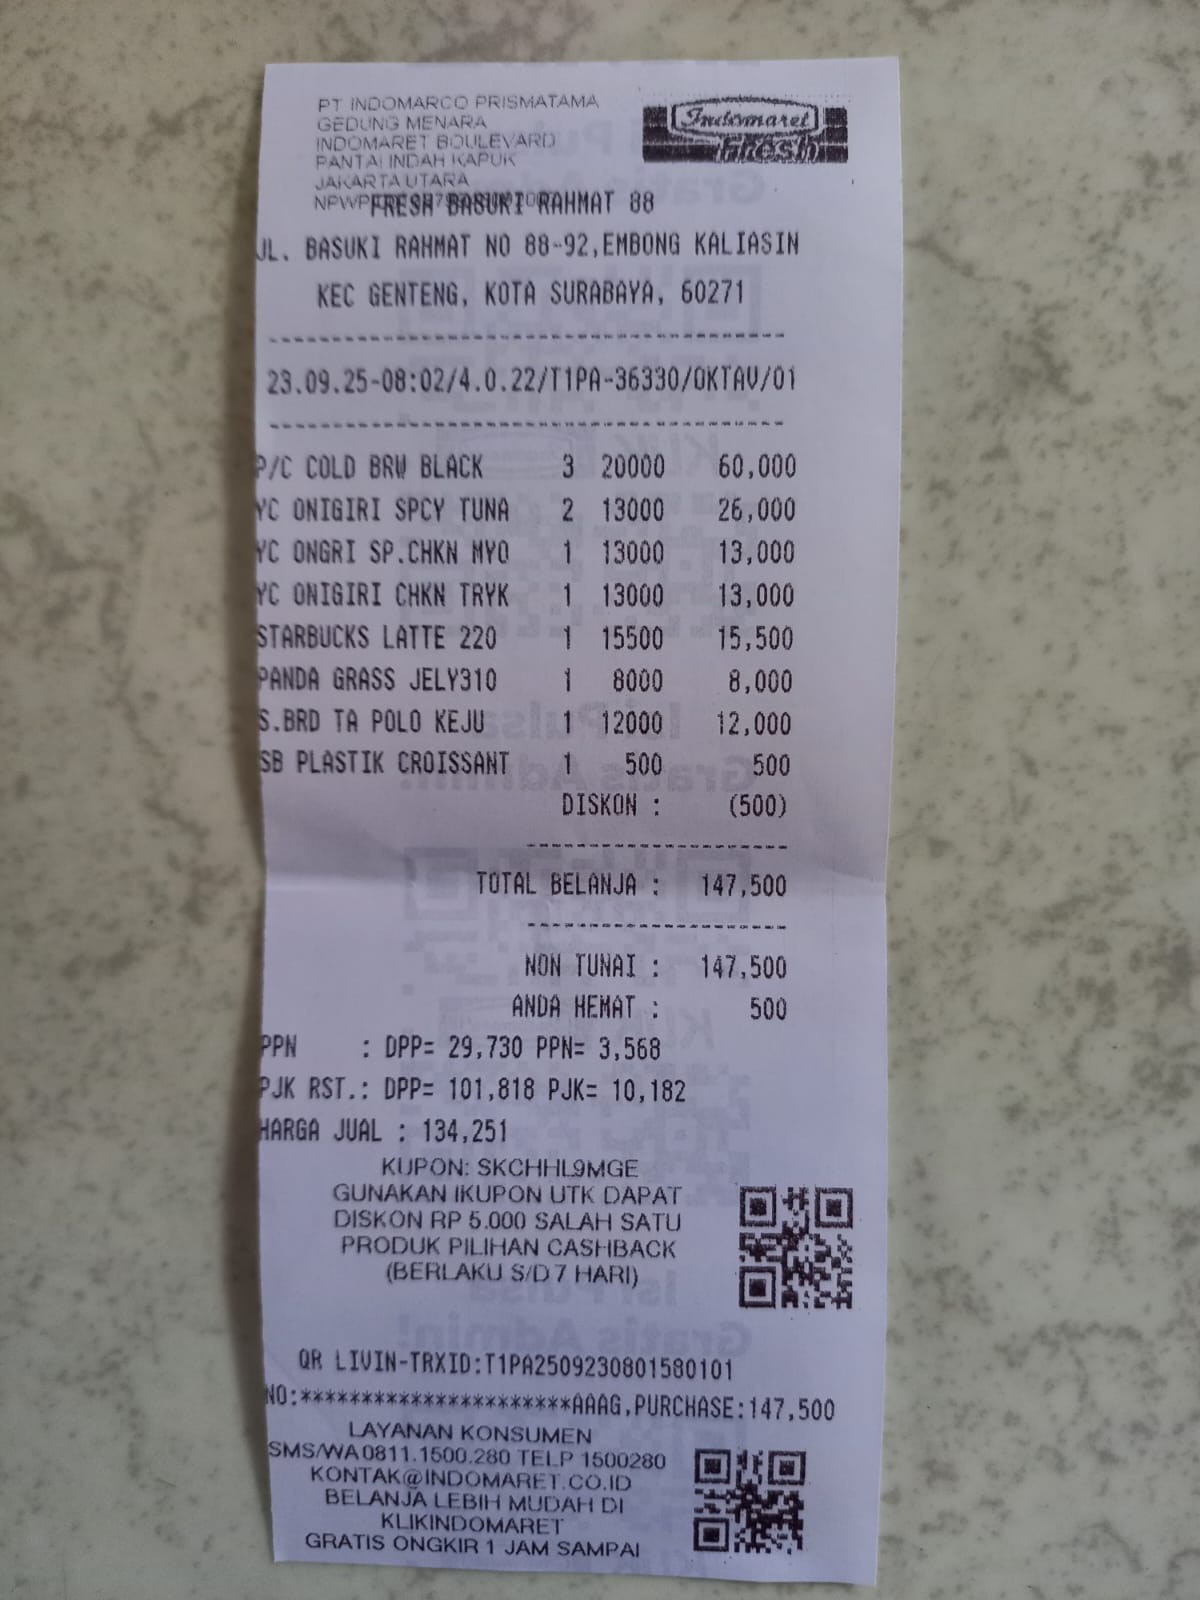 PT INDOMARCO PRISMATAMA
GEDUNG MENARA
INDOMARET BOULEVARD
PANTAI INDAH KAPUK
JAKARTA UTARA
Indomaret
Fresh
NPWP
FRESH BASUKI RAHMAT 88
JL. BASUKI RAHMAT NO 88-92,EMBONG KALIASIN
KEC GENTENG, KOTA SURABAYA, 60271
23.09.25-08:02/4.0.22/T1PA-36330/OKTAV/01
P/C COLD BRW BLACK 3 20000 60,000
YC ONIGIRI SPCY TUNA 2 13000 26,000
YC ONGRI SP.CHKN MYO 1 13000 13,000
YC ONIGIRI CHKN TRYK 1 13000 13,000
STARBUCKS LATTE 220 1 15500 15,500
PANDA GRASS JELY310 1 8000 8,000
S.BRD TA POLO KEJU 1 12000 12,000
SB PLASTIK CROISSANT 1 500 500
DISKON : (500)
TOTAL BELANJA : 147,500
NON TUNAI : 147,500
ANDA HEMAT : 500
PPN : DPP= 29,730 PPN= 3,568
PJK RST.: DPP= 101,818 PJK= 10,182
HARGA JUAL : 134,251
KUPON: SKCHHL9MGE
GUNAKAN IKUPON UTK DAPAT
DISKON RP 5.000 SALAH SATU
PRODUK PILIHAN CASHBACK
(BERLAKU S/D 7 HARI)
QR LIVIN-TRXID:T1PA2509230801580101
NO:**********************AAAG,PURCHASE:147,500
LAYANAN KONSUMEN
SMS/WA 0811.1500.280 TELP 1500280
KONTAK@INDOMARET.CO.ID
BELANJA LEBIH MUDAH DI
KLIKINDOMARET
GRATIS ONGKIR 1 JAM SAMPAI